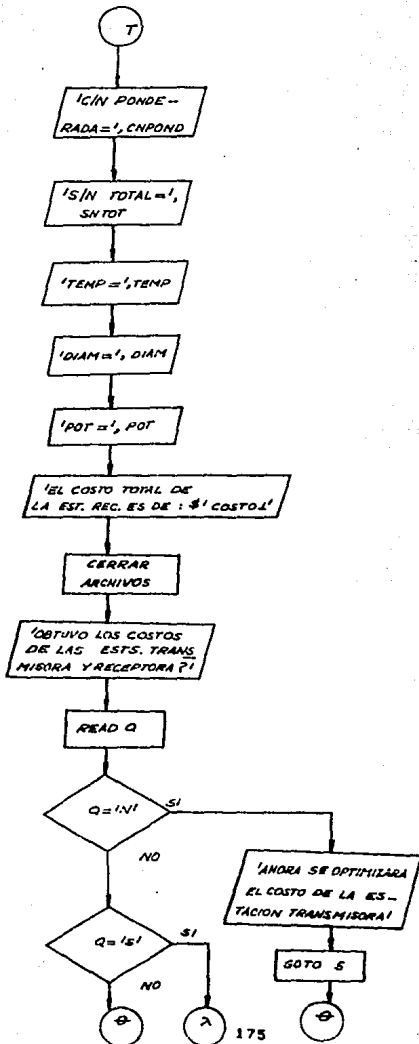 T
'C/N PONDE-
RADA=', CNPOND
'S/N TOTAL=',
SNTOT
'TEMP=', TEMP
'DIAM=', DIAM
'POT=', POT
'EL COSTO TOTAL DE
LA EST. REC. ES DE : $' COSTO1'
CERRAR
ARCHIVOS
'OBTUVO LOS COSTOS
DE LAS ESTS. TRANS
MISORA Y RECEPTORA ?'
READ Q
Q='N'
SI
NO
'AHORA SE OPTIMIZARA
EL COSTO DE LA ES-
TACION TRANSMISORA'
Q='S'
SI
GOTO S
NO
θ
λ
θ
175